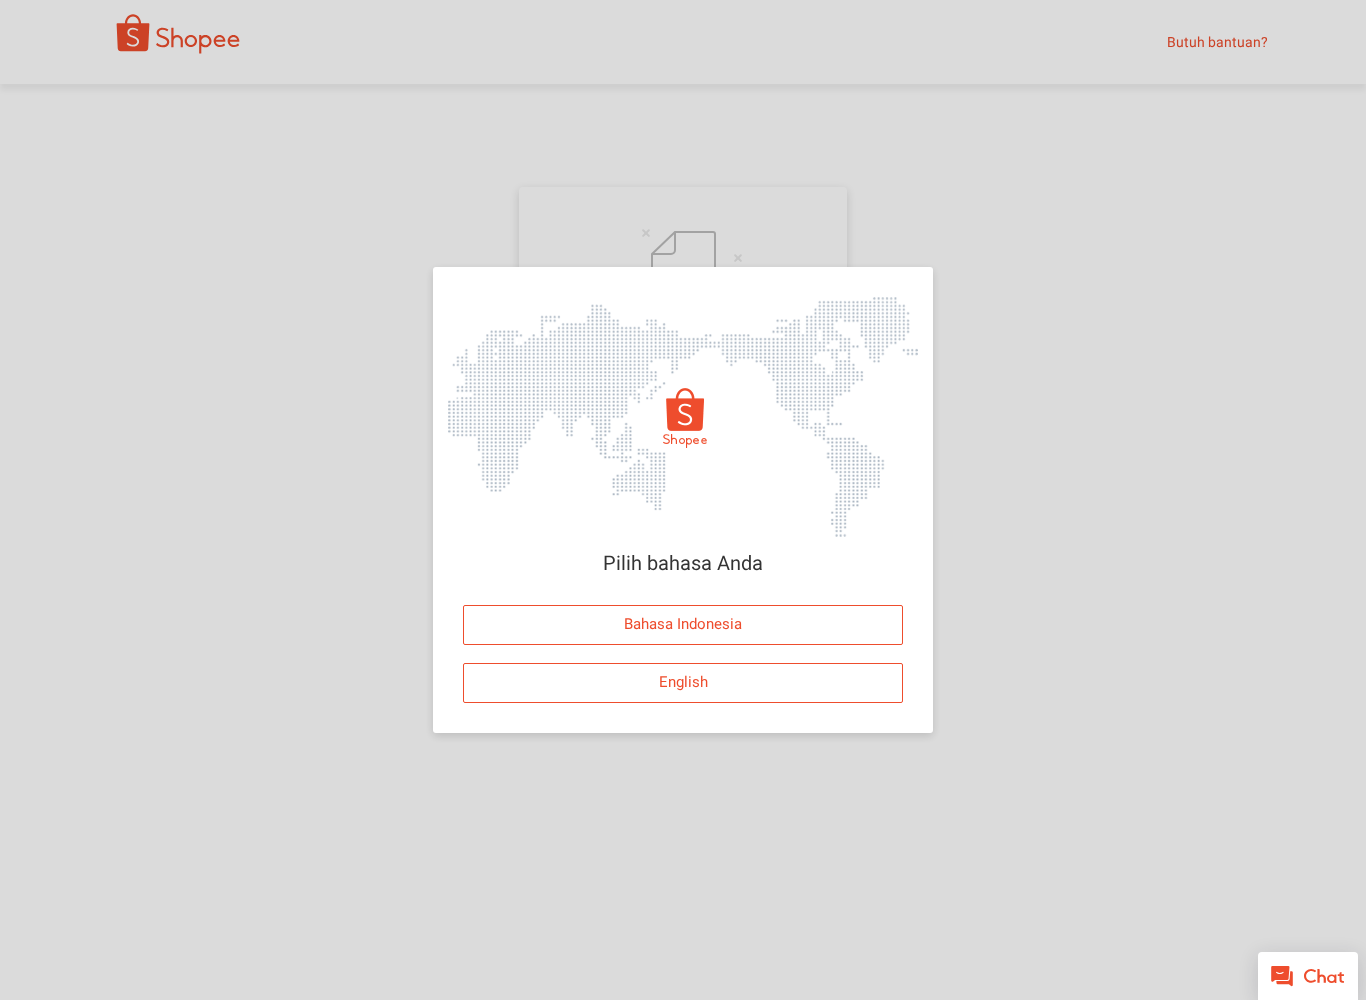 Shopee
Butuh bantuan?
Shopee
Pilih bahasa Anda
Bahasa Indonesia
English
Chat